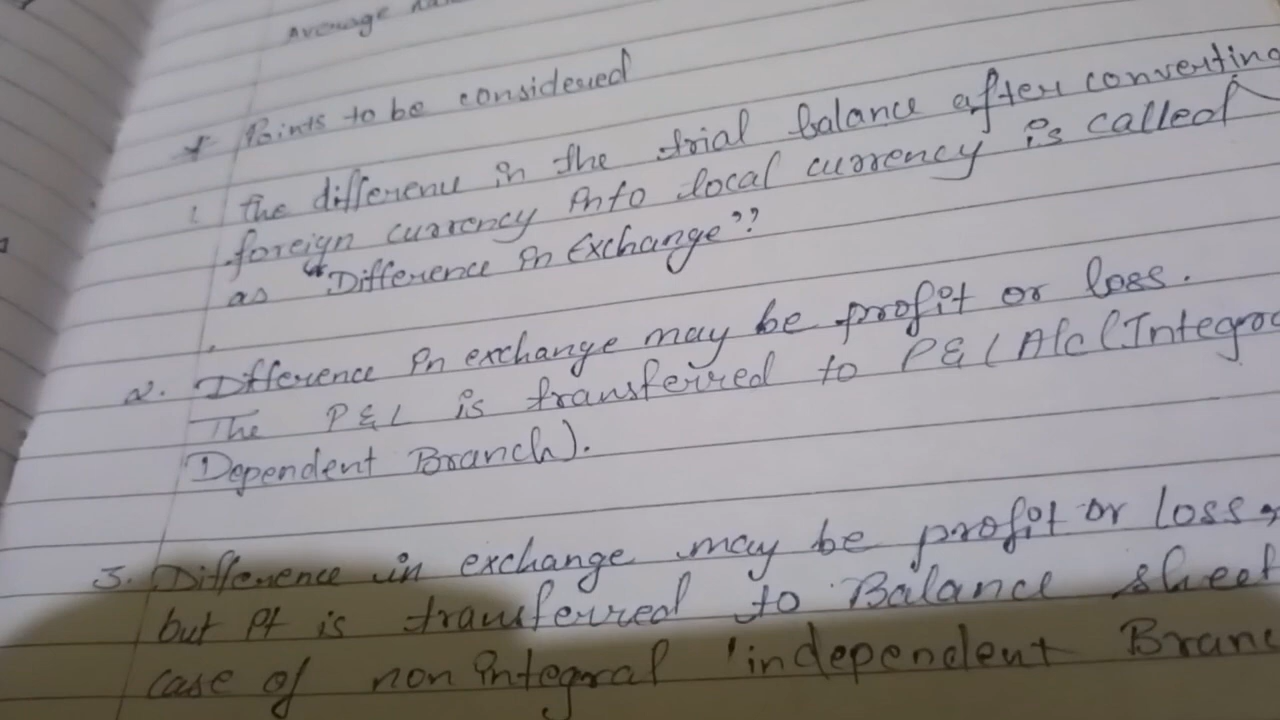 Average
* Points to be considered
1 The difference in the trial balance after converting
foreign currency into local currency is called
as "Difference in Exchange"
2. Difference in exchange may be profit or loss.
The P&L is transferred to P&L A/c (Integra
Dependent Branch).
3. Difference in exchange may be profit or loss,
but it is transferred to Balance sheet
case of non integral 'independent Branc